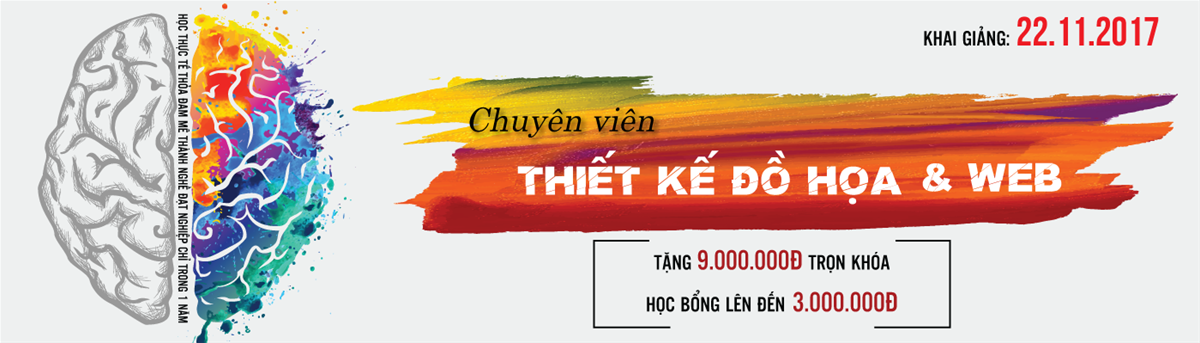 HỌC THỰC TẾ THỎA ĐAM MÊ THÀNH NGHỀ ĐẠT NGHIỆP CHỈ TRONG 1 NĂM
KHAI GIẢNG: 22.11.2017
Chuyên viên
THIẾT KẾ ĐỒ HỌA & WEB
TẶNG 9.000.000Đ TRỌN KHÓA
HỌC BỔNG LÊN ĐẾN 3.000.000Đ